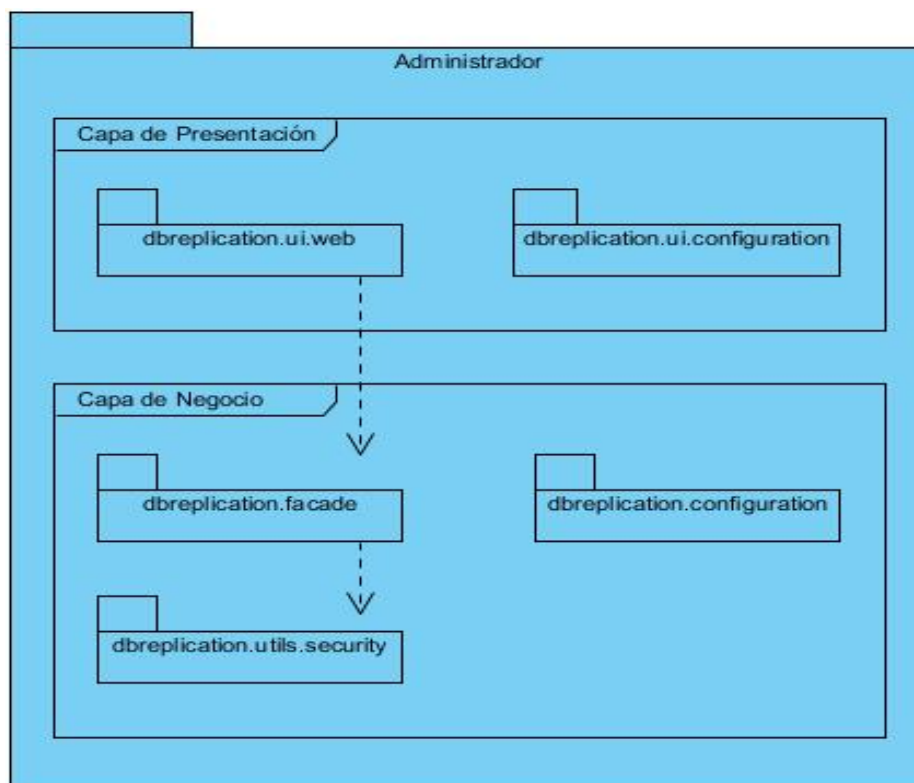 Administrador
Capa de Presentación
dbreplication.ui.web
dbreplication.ui.configuration
Capa de Negocio
dbreplication.facade
dbreplication.configuration
dbreplication.utils.security